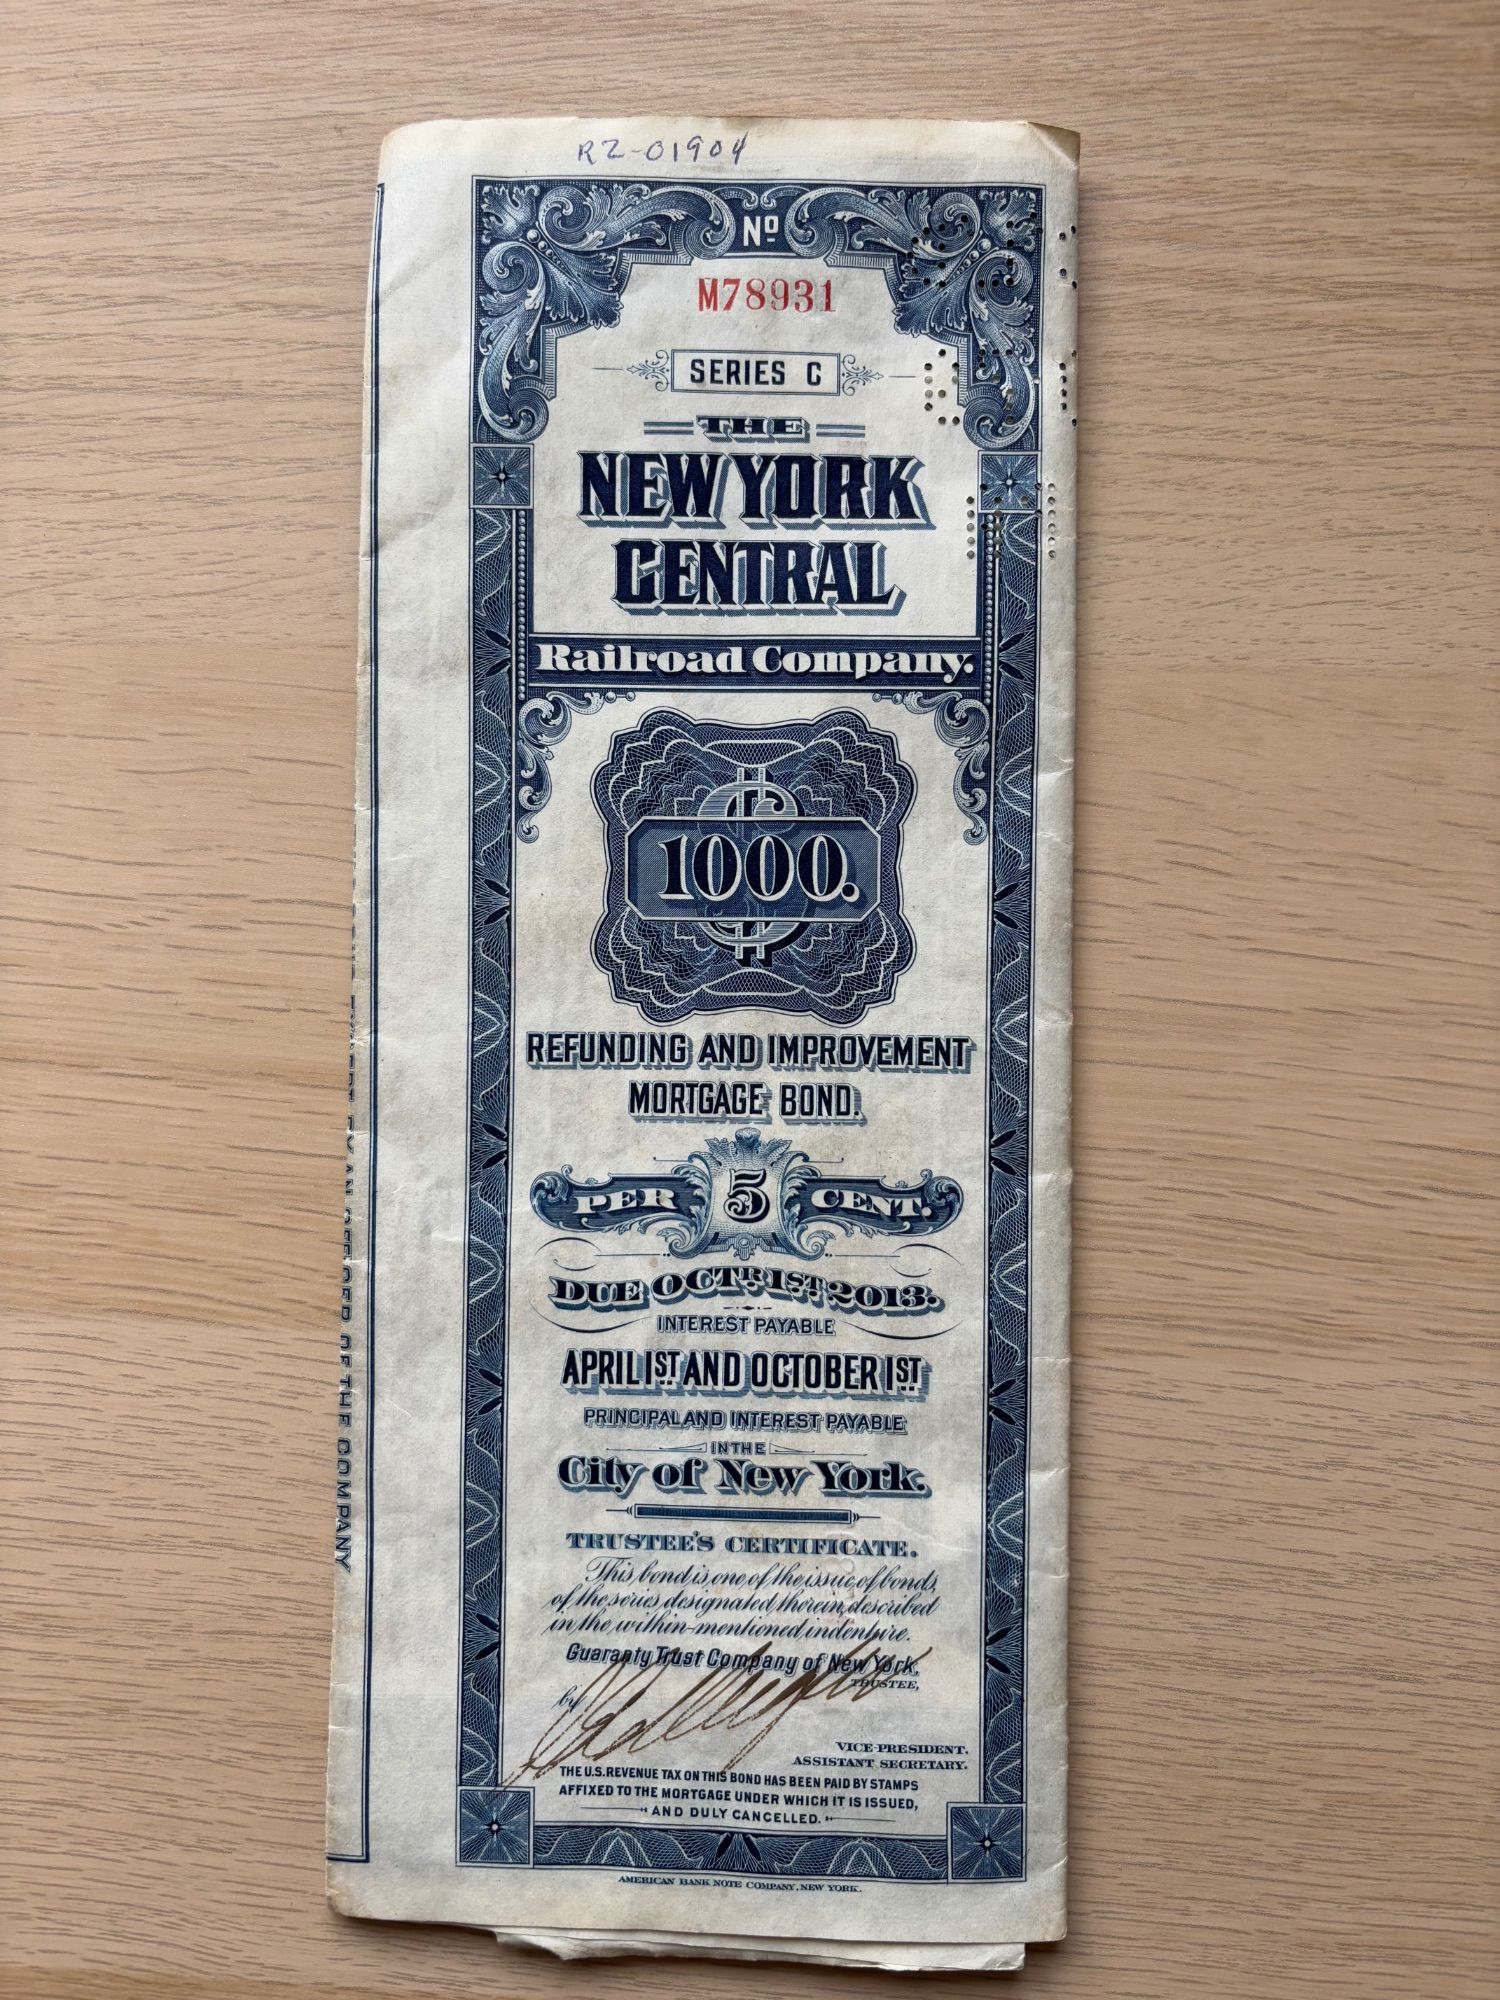 RZ-01904
No
M78931
SERIES C
THE
NEW YORK
CENTRAL
Railroad Company.
$
1000.
REFUNDING AND IMPROVEMENT
MORTGAGE BOND.
PER 5 CENT.
DUE OCTR. 1ST. 2013.
INTEREST PAYABLE
APRIL 1ST. AND OCTOBER 1ST.
PRINCIPAL AND INTEREST PAYABLE
IN THE
City of New York.
TRUSTEE'S CERTIFICATE.
This bond is one of the issue of bonds,
of the series designated therein, described
in the within-mentioned indenture.
Guaranty Trust Company of New York,
TRUSTEE,
by
VICE-PRESIDENT.
ASSISTANT SECRETARY.
THE U.S. REVENUE TAX ON THIS BOND HAS BEEN PAID BY STAMPS
AFFIXED TO THE MORTGAGE UNDER WHICH IT IS ISSUED,
AND DULY CANCELLED.
AMERICAN BANK NOTE COMPANY, NEW YORK.
OF THE COMPANY